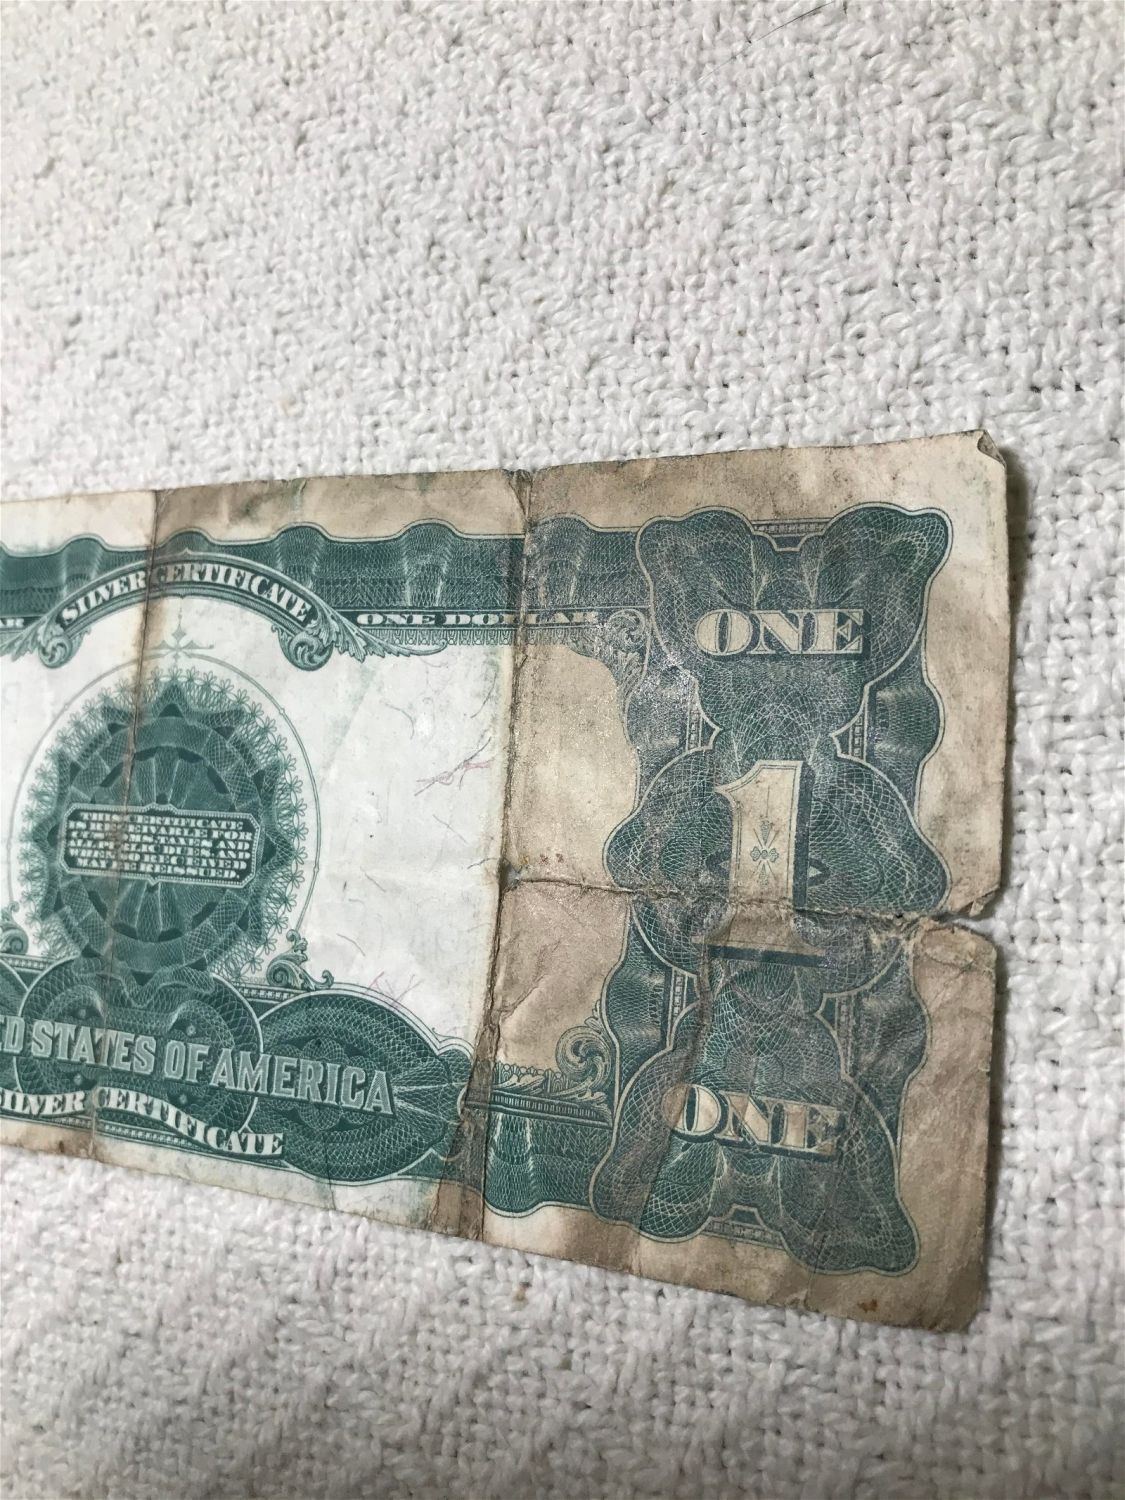 SILVER CERTIFICATE
ONE DOLLAR
ONE
1
THIS CERTIFICATE
IS RECEIVABLE FOR
ALL PUBLIC DUES AND
WHEN SO RECEIVED
MAY BE REISSUED.
STATES OF AMERICA
SILVER CERTIFICATE
ONE